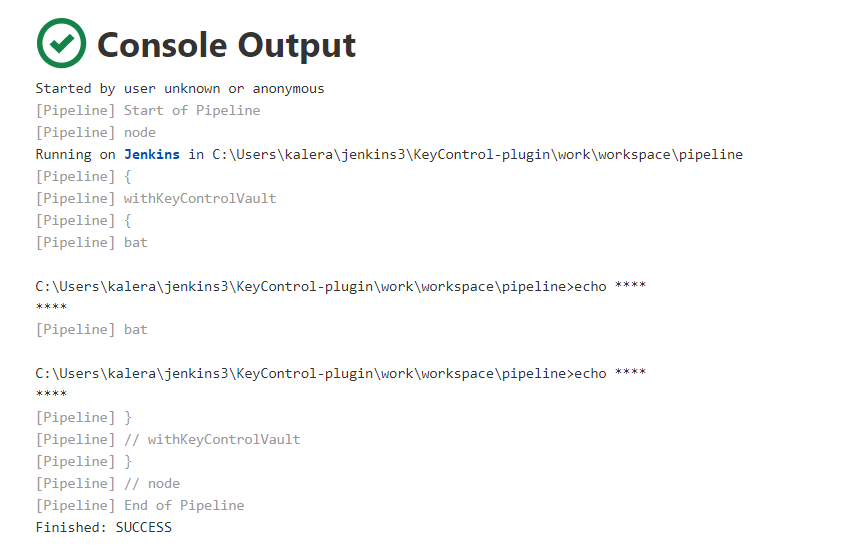 Console Output
Started by user unknown or anonymous
[Pipeline] Start of Pipeline
[Pipeline] node
Running on Jenkins in C:\Users\kalera\jenkins3\KeyControl-plugin\work\workspace\pipeline
[Pipeline] {
[Pipeline] withKeyControlVault
[Pipeline] {
[Pipeline] bat
C:\Users\kalera\jenkins3\KeyControl-plugin\work\workspace\pipeline>echo ****
****
[Pipeline] bat
C:\Users\kalera\jenkins3\KeyControl-plugin\work\workspace\pipeline>echo ****
****
[Pipeline] }
[Pipeline] // withKeyControlVault
[Pipeline] }
[Pipeline] // node
[Pipeline] End of Pipeline
Finished: SUCCESS